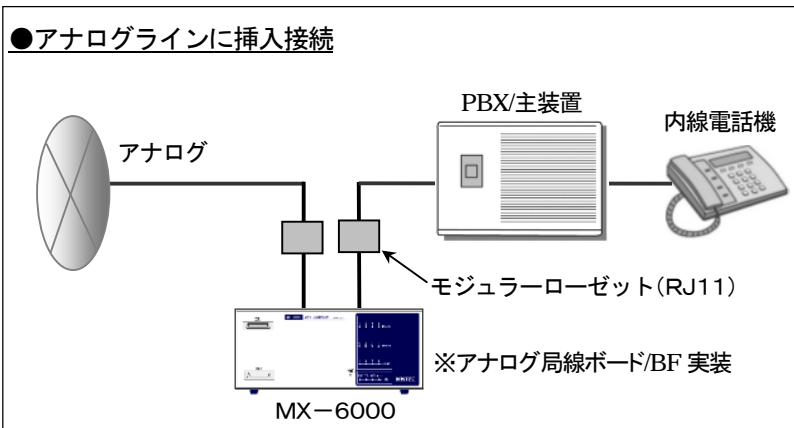 ●アナログラインに挿入接続
PBX/主装置
内線電話機
アナログ
モジュラーローゼット(RJ11)
※アナログ局線ボード/BF 実装
MX－6000